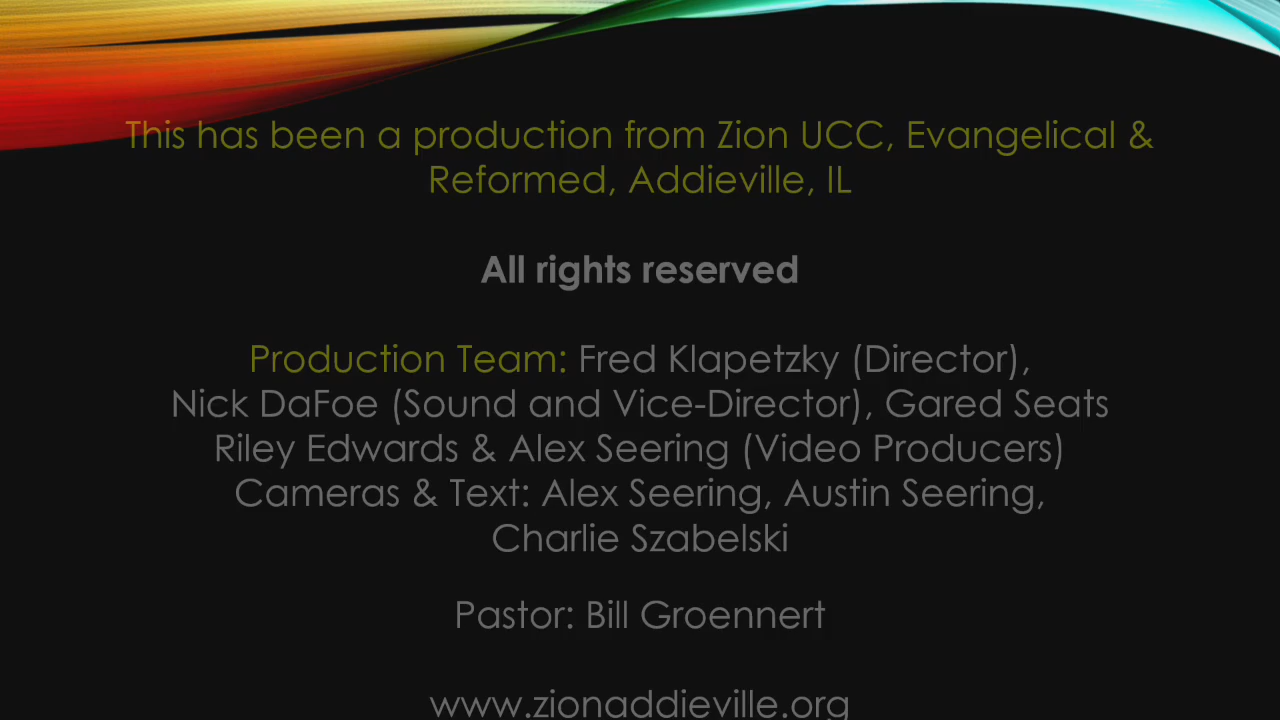 This has been a production from Zion UCC, Evangelical &
Reformed, Addieville, IL
All rights reserved
Production Team: Fred Klapetzky (Director),
Nick DaFoe (Sound and Vice-Director), Gared Seats
Riley Edwards & Alex Seering (Video Producers)
Cameras & Text: Alex Seering, Austin Seering,
Charlie Szabelski
Pastor: Bill Groennert
www.zionaddieville.org